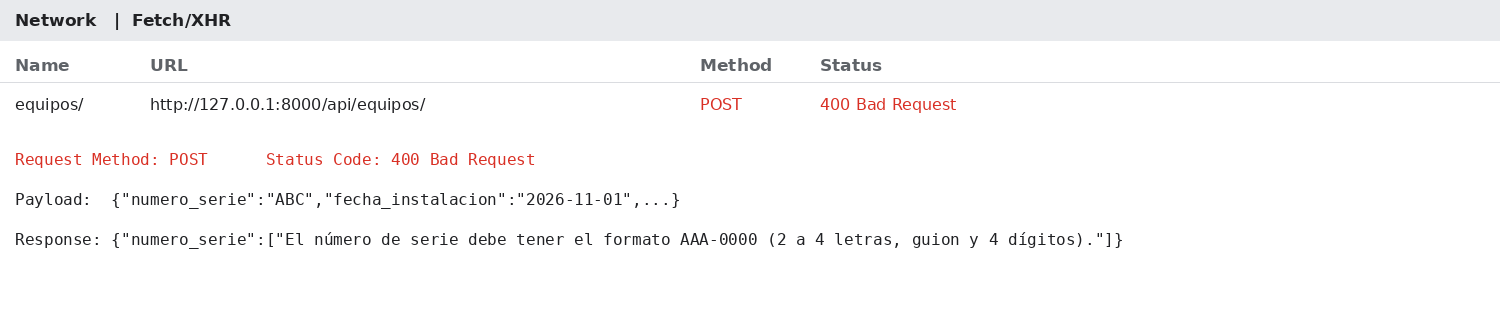 Network | Fetch/XHR
Name URL Method Status
equipos/ http://127.0.0.1:8000/api/equipos/ POST 400 Bad Request
Request Method: POST Status Code: 400 Bad Request
Payload: {"numero_serie":"ABC","fecha_instalacion":"2026-11-01",...}
Response: {"numero_serie":["El número de serie debe tener el formato AAA-0000 (2 a 4 letras, guion y 4 dígitos)."]}